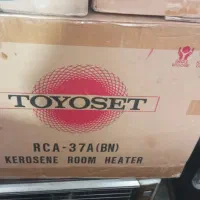 TOYOSET
RCA-37A(BN)
KEROSENE ROOM HEATER